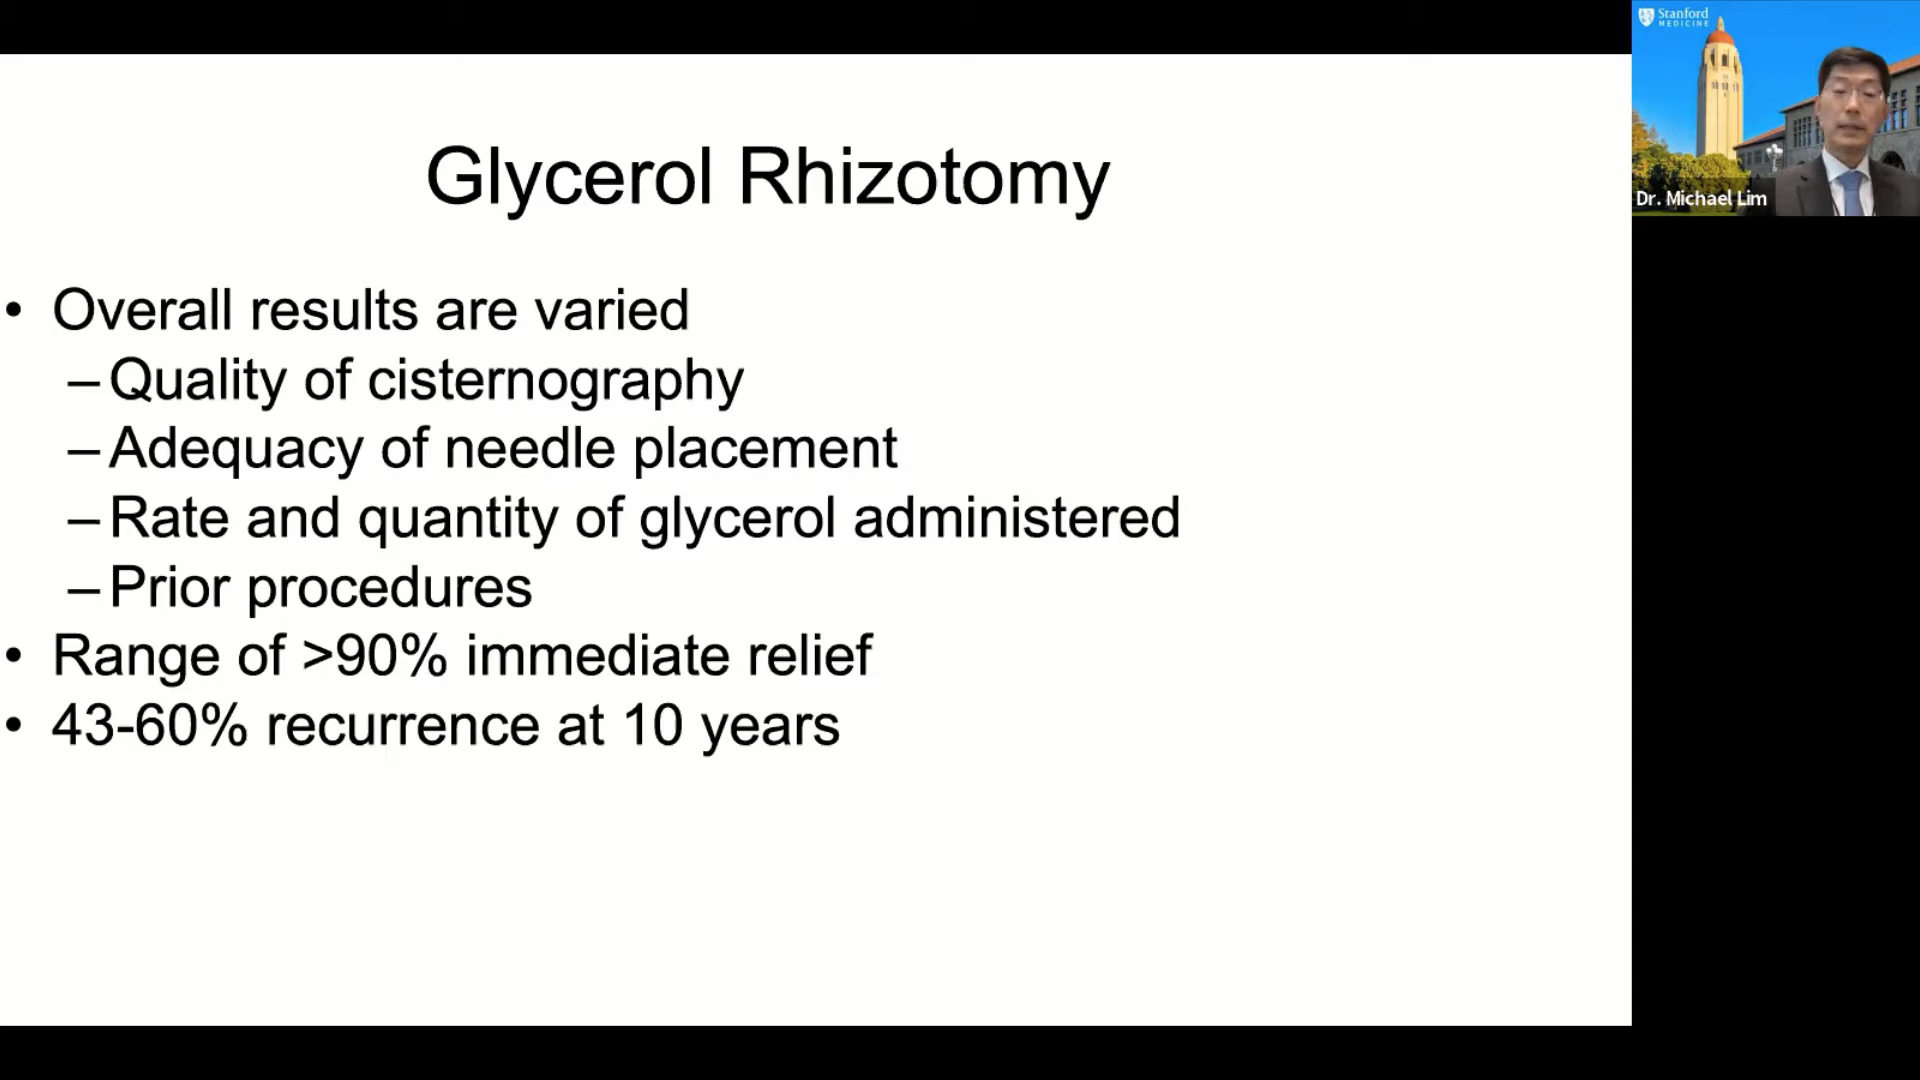 Glycerol Rhizotomy
• Overall results are varied
– Quality of cisternography
– Adequacy of needle placement
– Rate and quantity of glycerol administered
– Prior procedures
• Range of >90% immediate relief
• 43-60% recurrence at 10 years
Stanford
MEDICINE
Dr. Michael Lim